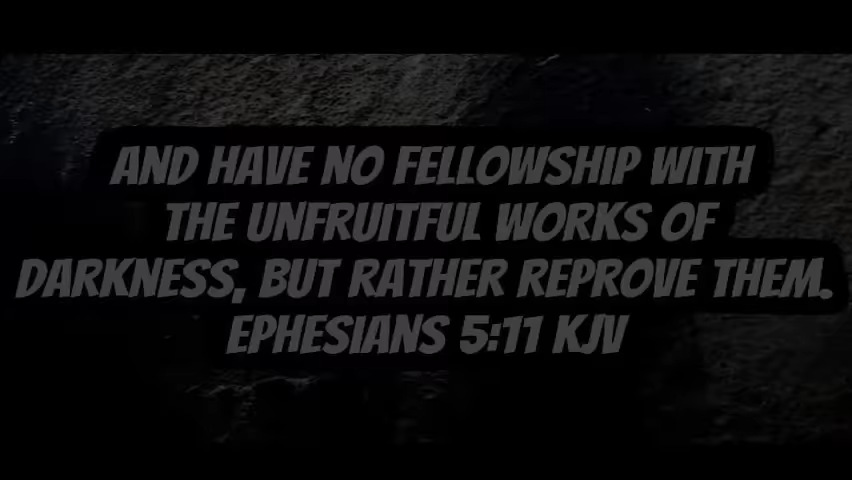 AND HAVE NO FELLOWSHIP WITH
THE UNFRUITFUL WORKS OF
DARKNESS, BUT RATHER REPROVE THEM.
EPHESIANS 5:11 KJV